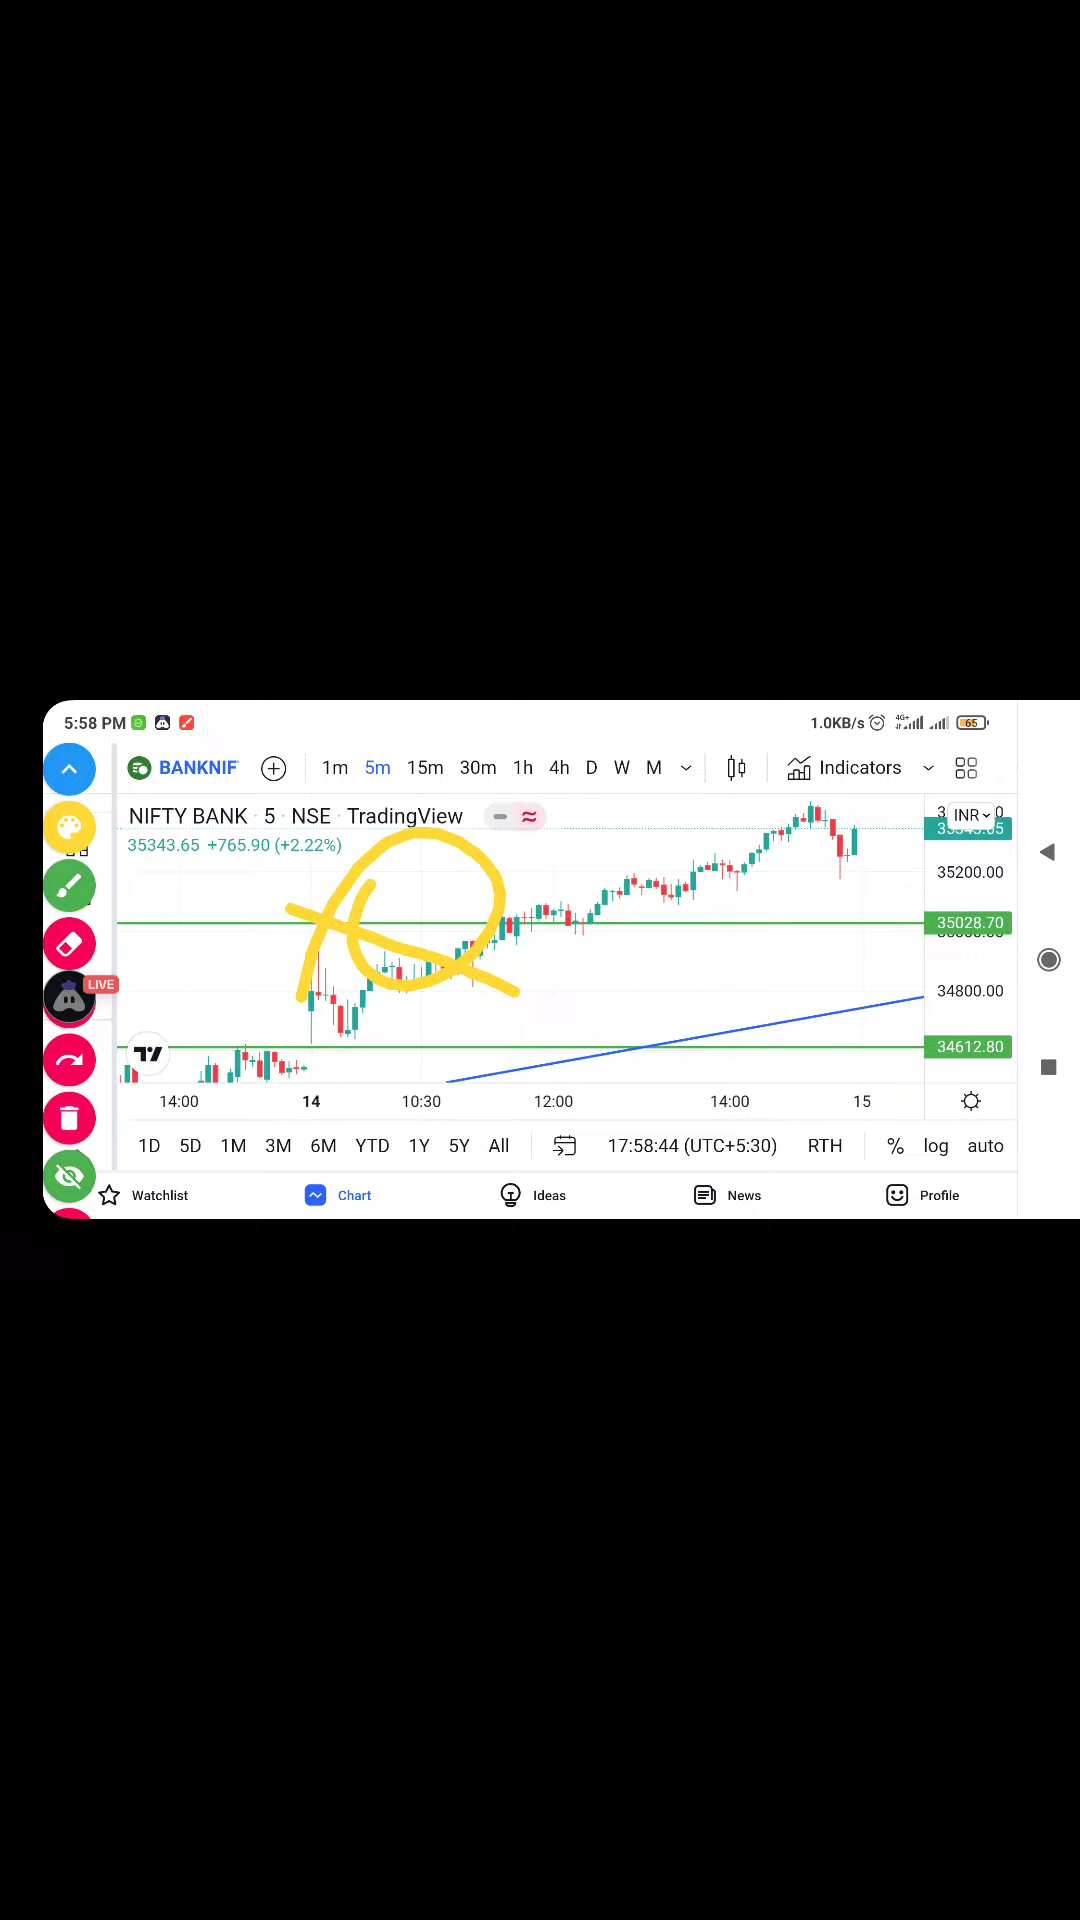 5:58 PM 1.0KB/s 4G+ 65
BANKNIF 1m 5m 15m 30m 1h 4h D W M Indicators
NIFTY BANK · 5 · NSE · TradingView
INR
35343.65 +765.90 (+2.22%)
35200.00
35028.70
LIVE
34800.00
34612.80
14:00 14 10:30 12:00 14:00 15
1D 5D 1M 3M 6M YTD 1Y 5Y All 17:58:44 (UTC+5:30) RTH % log auto
Watchlist Chart Ideas News Profile